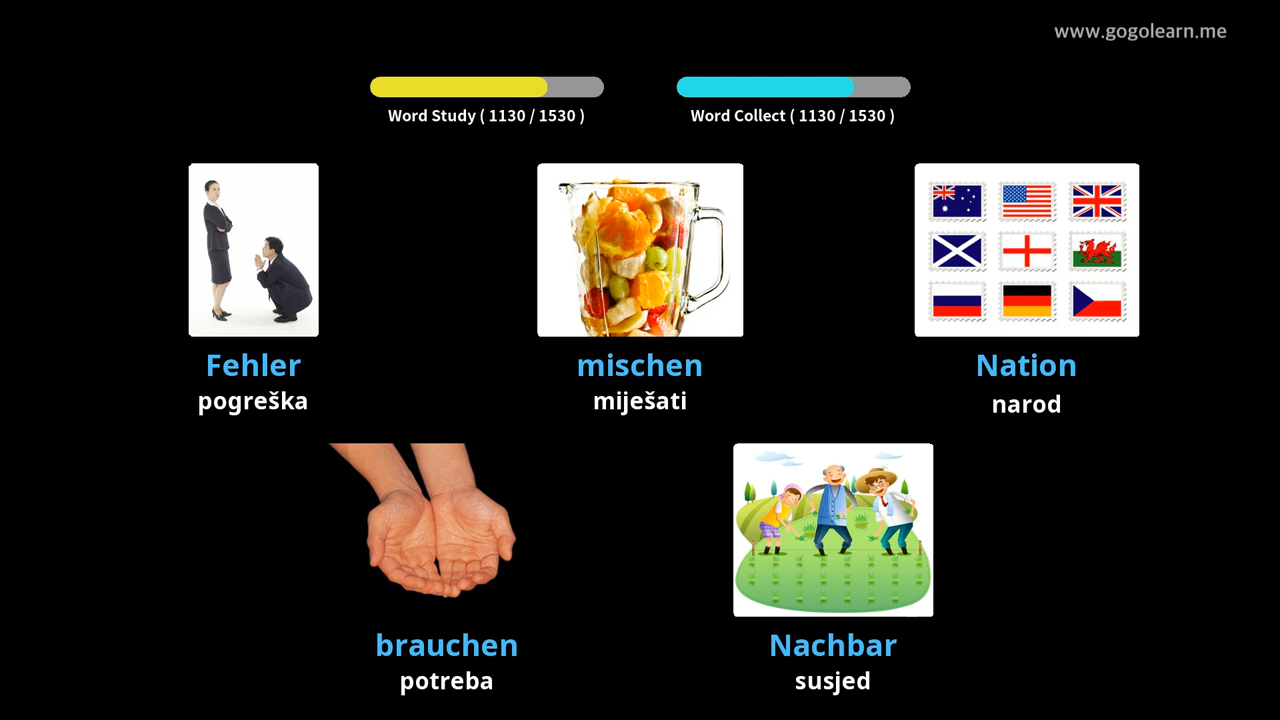 www.gogolearn.me
Word Study ( 1130 / 1530 )
Word Collect ( 1130 / 1530 )
Fehler
pogreška
mischen
miješati
Nation
narod
brauchen
potreba
Nachbar
susjed